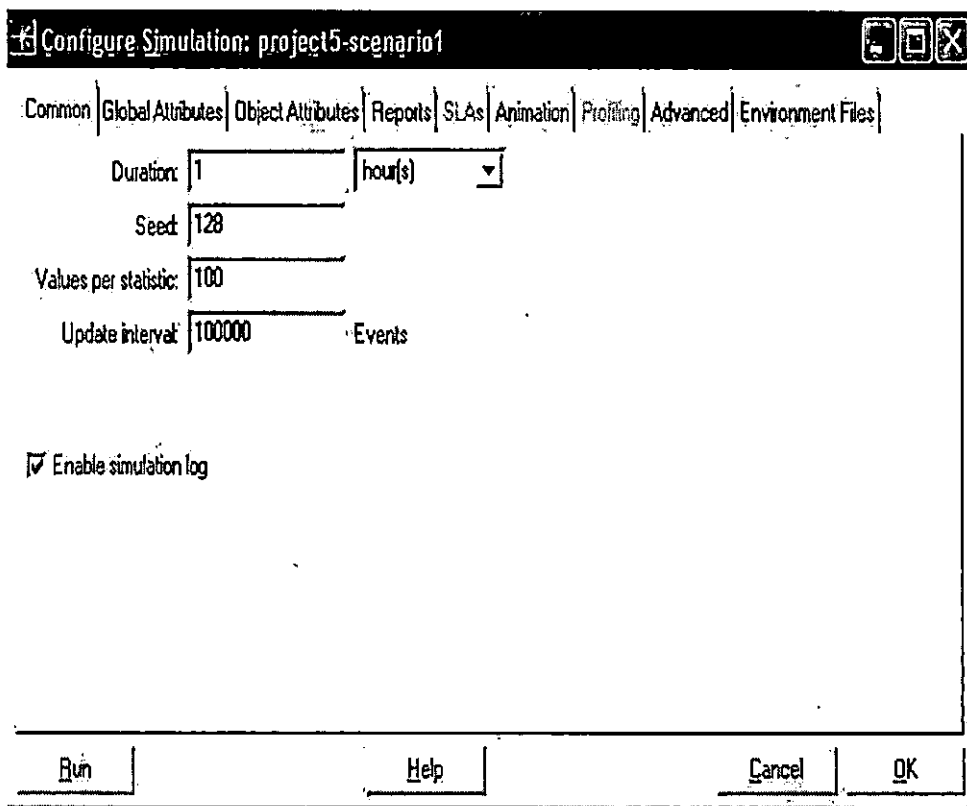 Configure Simulation: project5-scenario1
Common Global Attributes Object Attributes Reports SLAs Animation Profiling Advanced Environment Files
Duration: 1 hour(s)
Seed: 128
Values per statistic: 100
Update interval: 100000 Events
Enable simulation log
Run Help Cancel OK